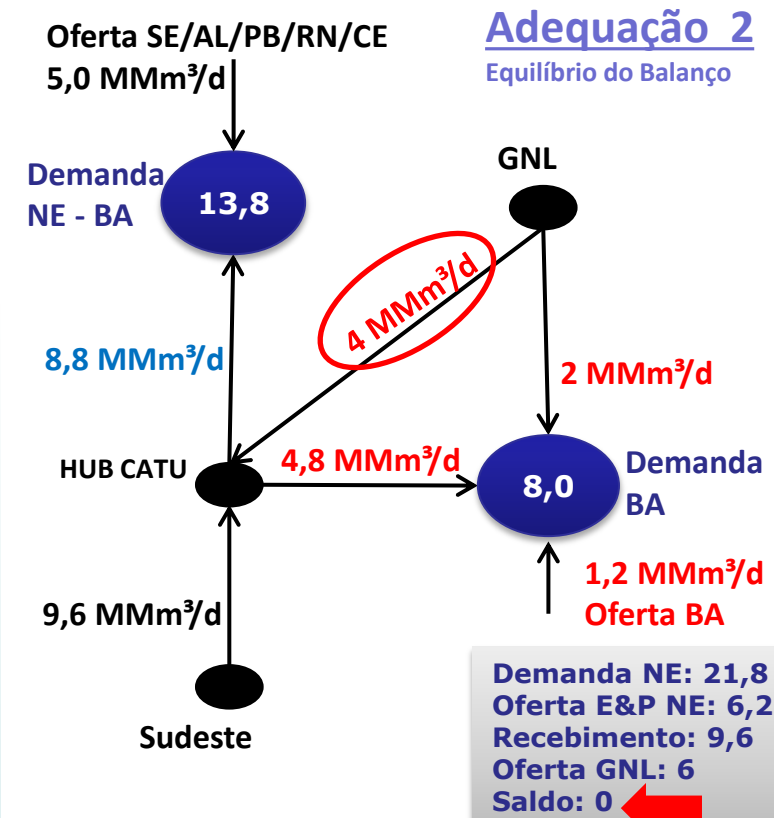 Oferta SE/AL/PB/RN/CE
5,0 MMm³/d
Adequação 2
Equilíbrio do Balanço
GNL
Demanda
NE - BA
13,8
4 MMm³/d
8,8 MMm³/d
2 MMm³/d
HUB CATU
4,8 MMm³/d
8,0
Demanda
BA
9,6 MMm³/d
1,2 MMm³/d
Oferta BA
Sudeste
Demanda NE: 21,8
Oferta E&P NE: 6,2
Recebimento: 9,6
Oferta GNL: 6
Saldo: 0